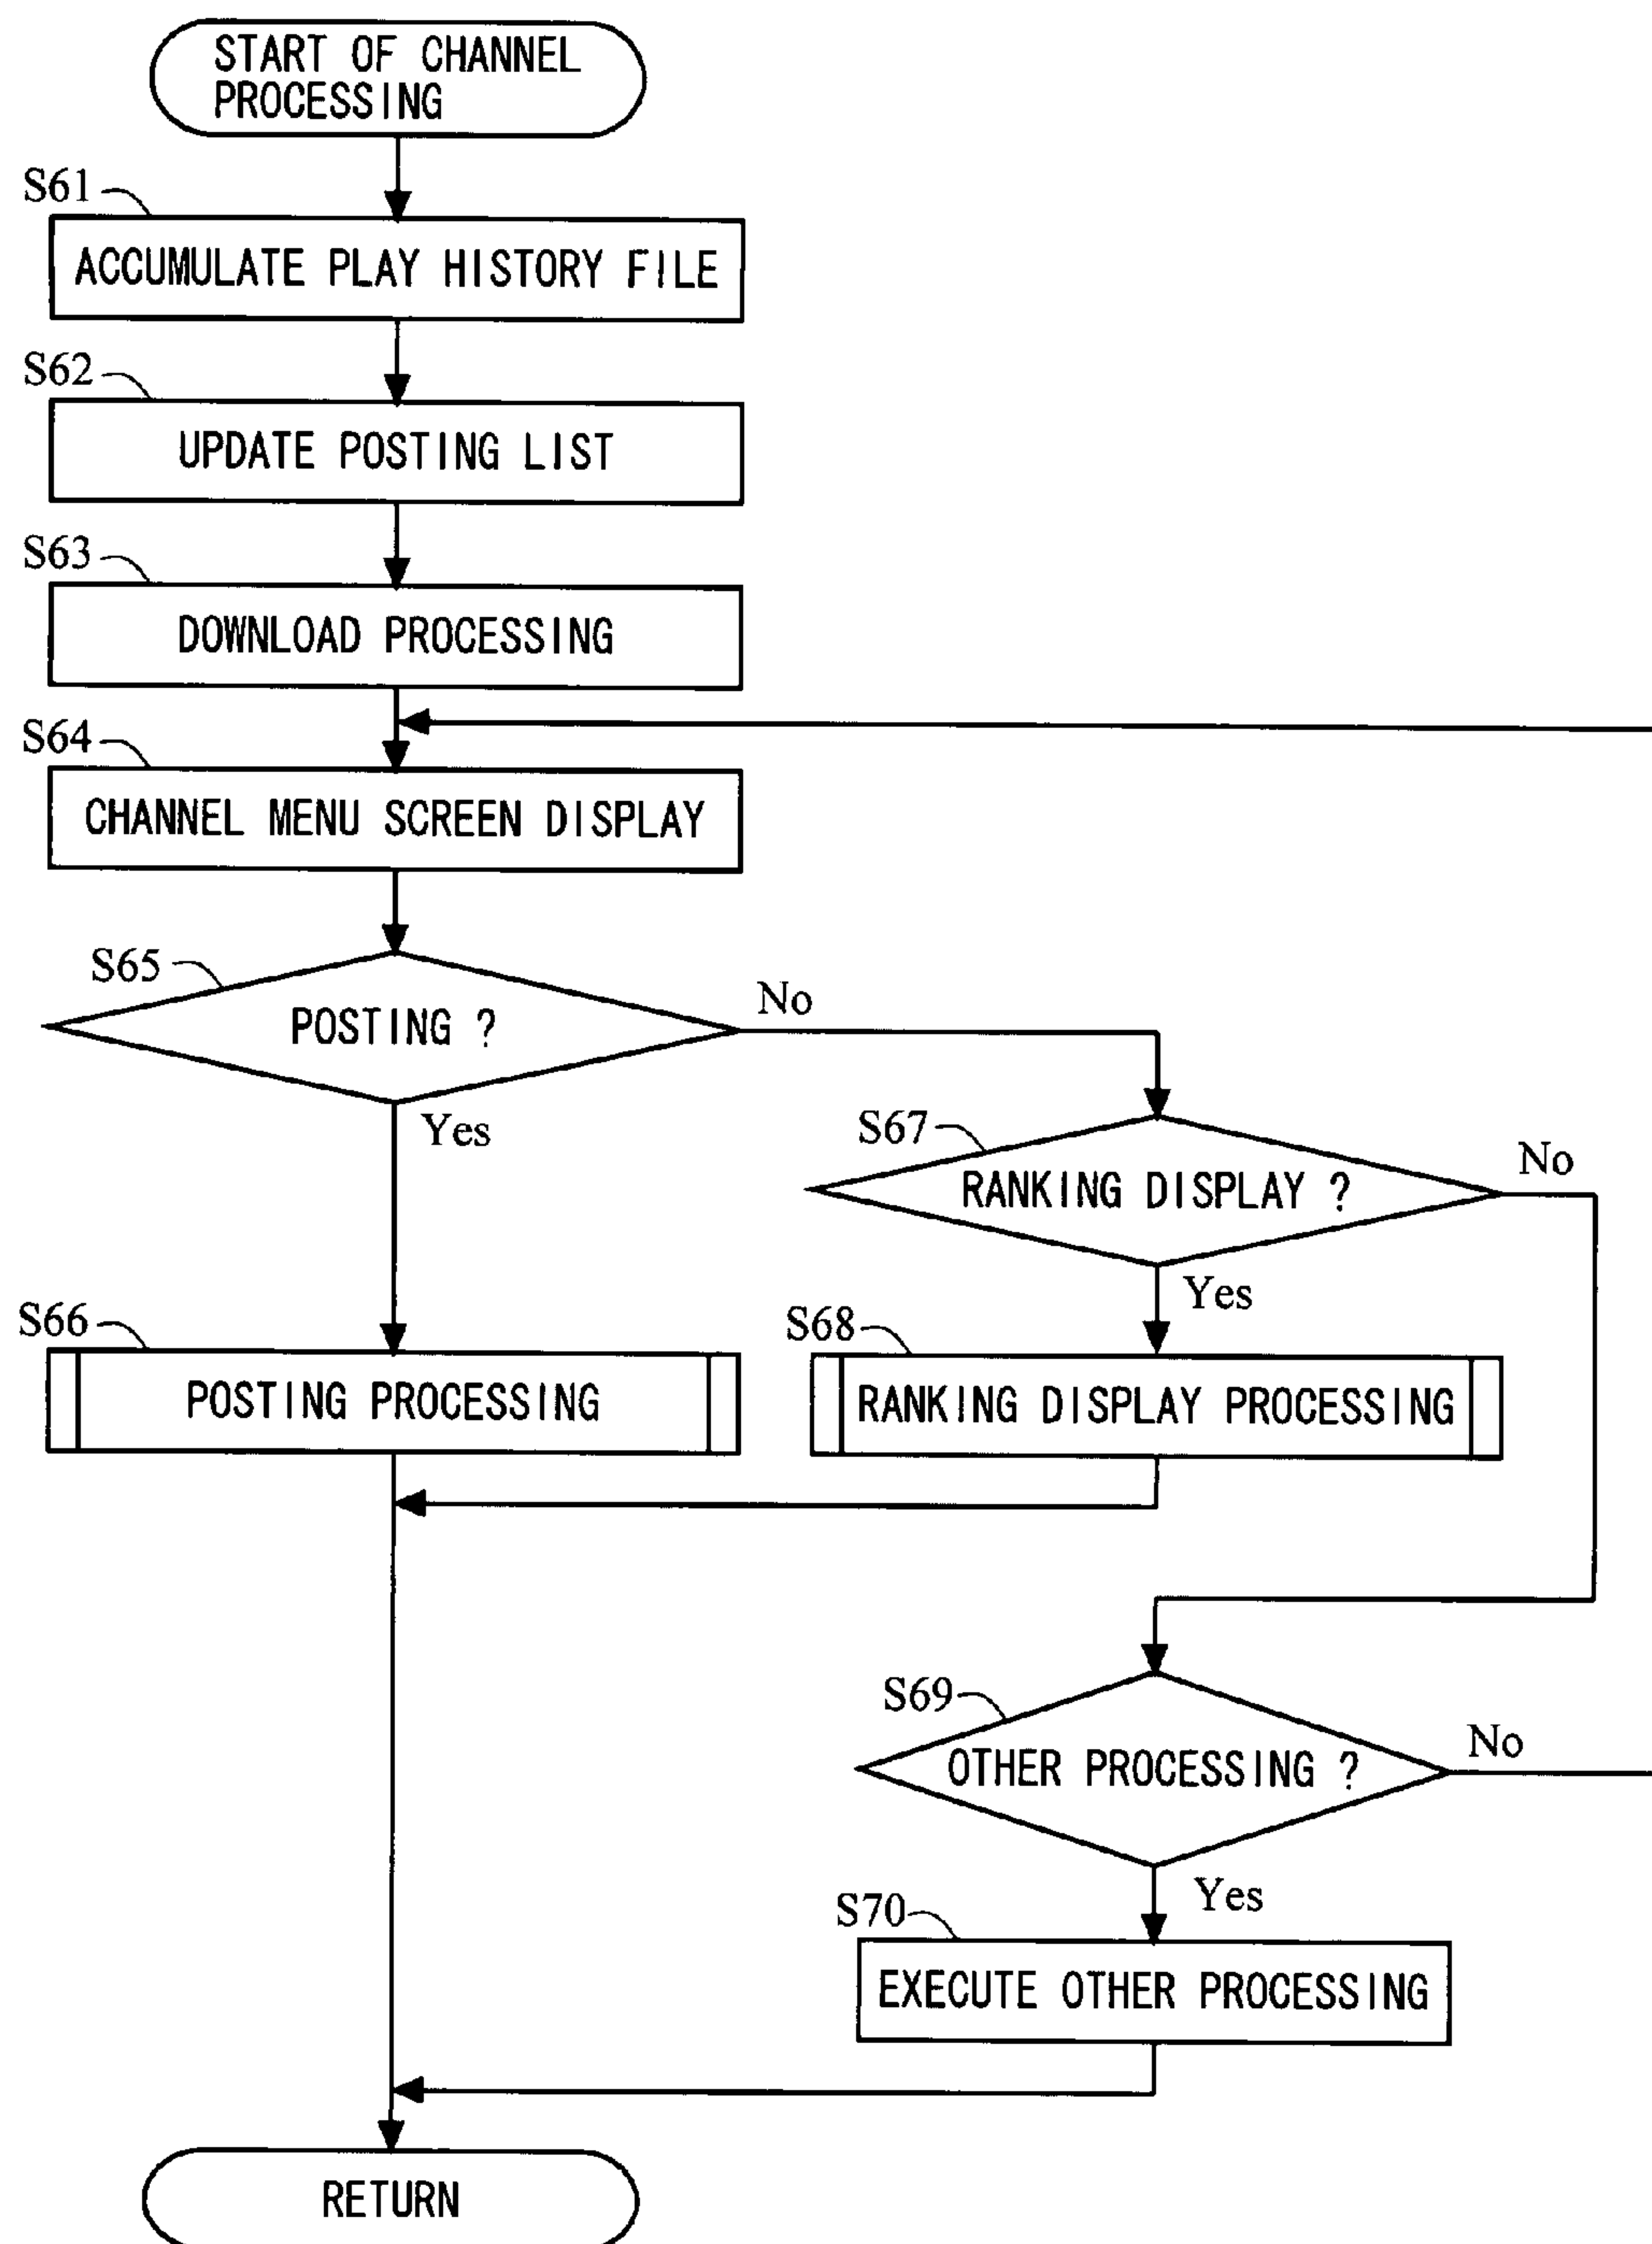 START OF CHANNEL
PROCESSING
S61
ACCUMULATE PLAY HISTORY FILE
S62
UPDATE POSTING LIST
S63
DOWNLOAD PROCESSING
S64
CHANNEL MENU SCREEN DISPLAY
S65
POSTING ?
No
Yes
S67
RANKING DISPLAY ?
No
Yes
S66
POSTING PROCESSING
S68
RANKING DISPLAY PROCESSING
S69
OTHER PROCESSING ?
No
Yes
S70
EXECUTE OTHER PROCESSING
RETURN